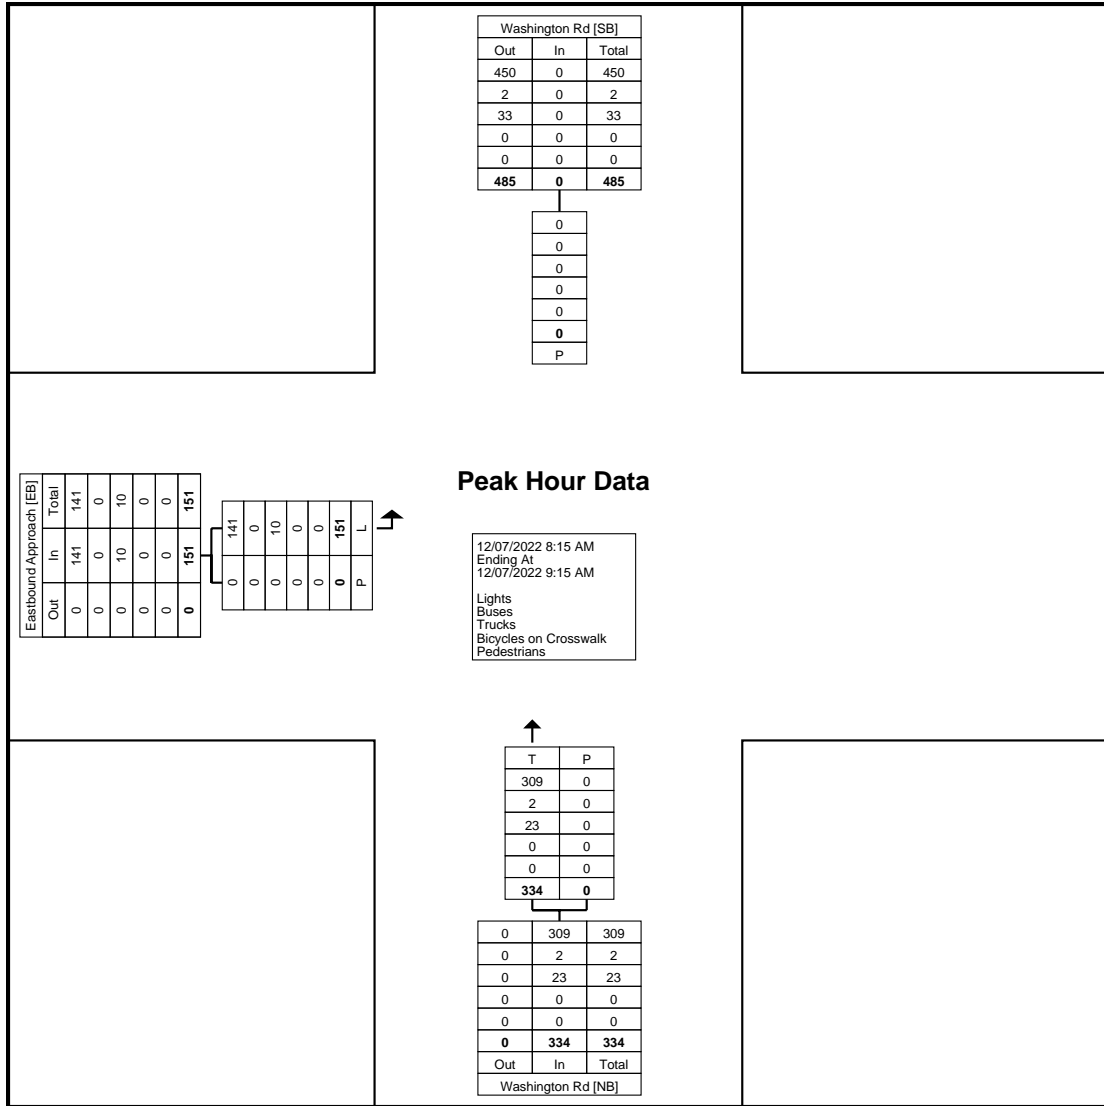 Washington Rd [SB]
Out In Total
450 0 450
2 0 2
33 0 33
0 0 0
0 0 0
485 0 485
0
0
0
0
0
0
P
Eastbound Approach [EB]
Out In Total
0 141 141
0 0 0
0 10 10
0 0 0
0 0 0
0 151 151
0 141
0 0
0 10
0 0
0 0
0 151
P L
Peak Hour Data
12/07/2022 8:15 AM
Ending At
12/07/2022 9:15 AM
Lights
Buses
Trucks
Bicycles on Crosswalk
Pedestrians
T P
309 0
2 0
23 0
0 0
0 0
334 0
0 309 309
0 2 2
0 23 23
0 0 0
0 0 0
0 334 334
Out In Total
Washington Rd [NB]